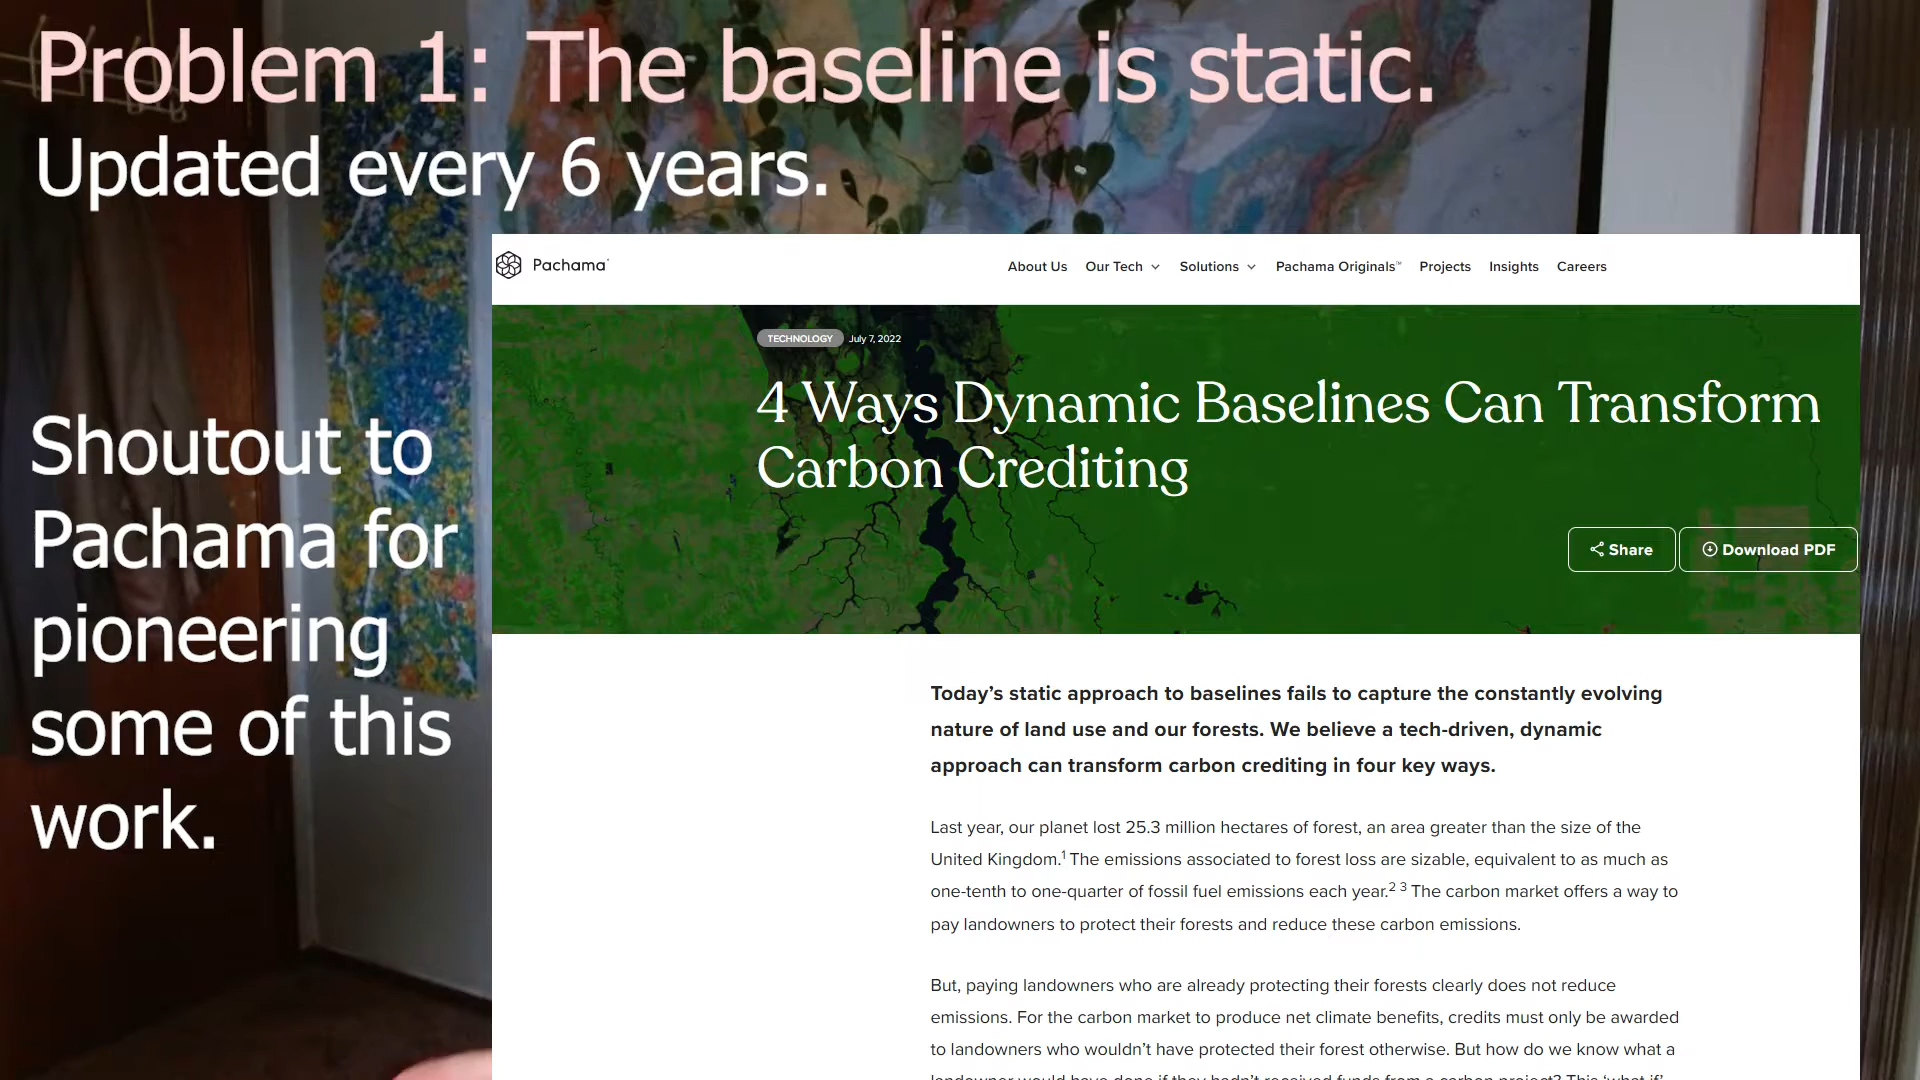 Problem 1: The baseline is static.
Updated every 6 years.
Shoutout to
Pachama for
pioneering
some of this
work.
Pachama
About Us Our Tech Solutions Pachama Originals™ Projects Insights Careers
TECHNOLOGY July 7, 2022
4 Ways Dynamic Baselines Can Transform
Carbon Crediting
Share Download PDF
Today's static approach to baselines fails to capture the constantly evolving
nature of land use and our forests. We believe a tech-driven, dynamic
approach can transform carbon crediting in four key ways.
Last year, our planet lost 25.3 million hectares of forest, an area greater than the size of the
United Kingdom.1 The emissions associated to forest loss are sizable, equivalent to as much as
one-tenth to one-quarter of fossil fuel emissions each year.2 3 The carbon market offers a way to
pay landowners to protect their forests and reduce these carbon emissions.
But, paying landowners who are already protecting their forests clearly does not reduce
emissions. For the carbon market to produce net climate benefits, credits must only be awarded
to landowners who wouldn't have protected their forest otherwise. But how do we know what a
landowner would have done if they hadn't received funds from a carbon project? This 'what if'